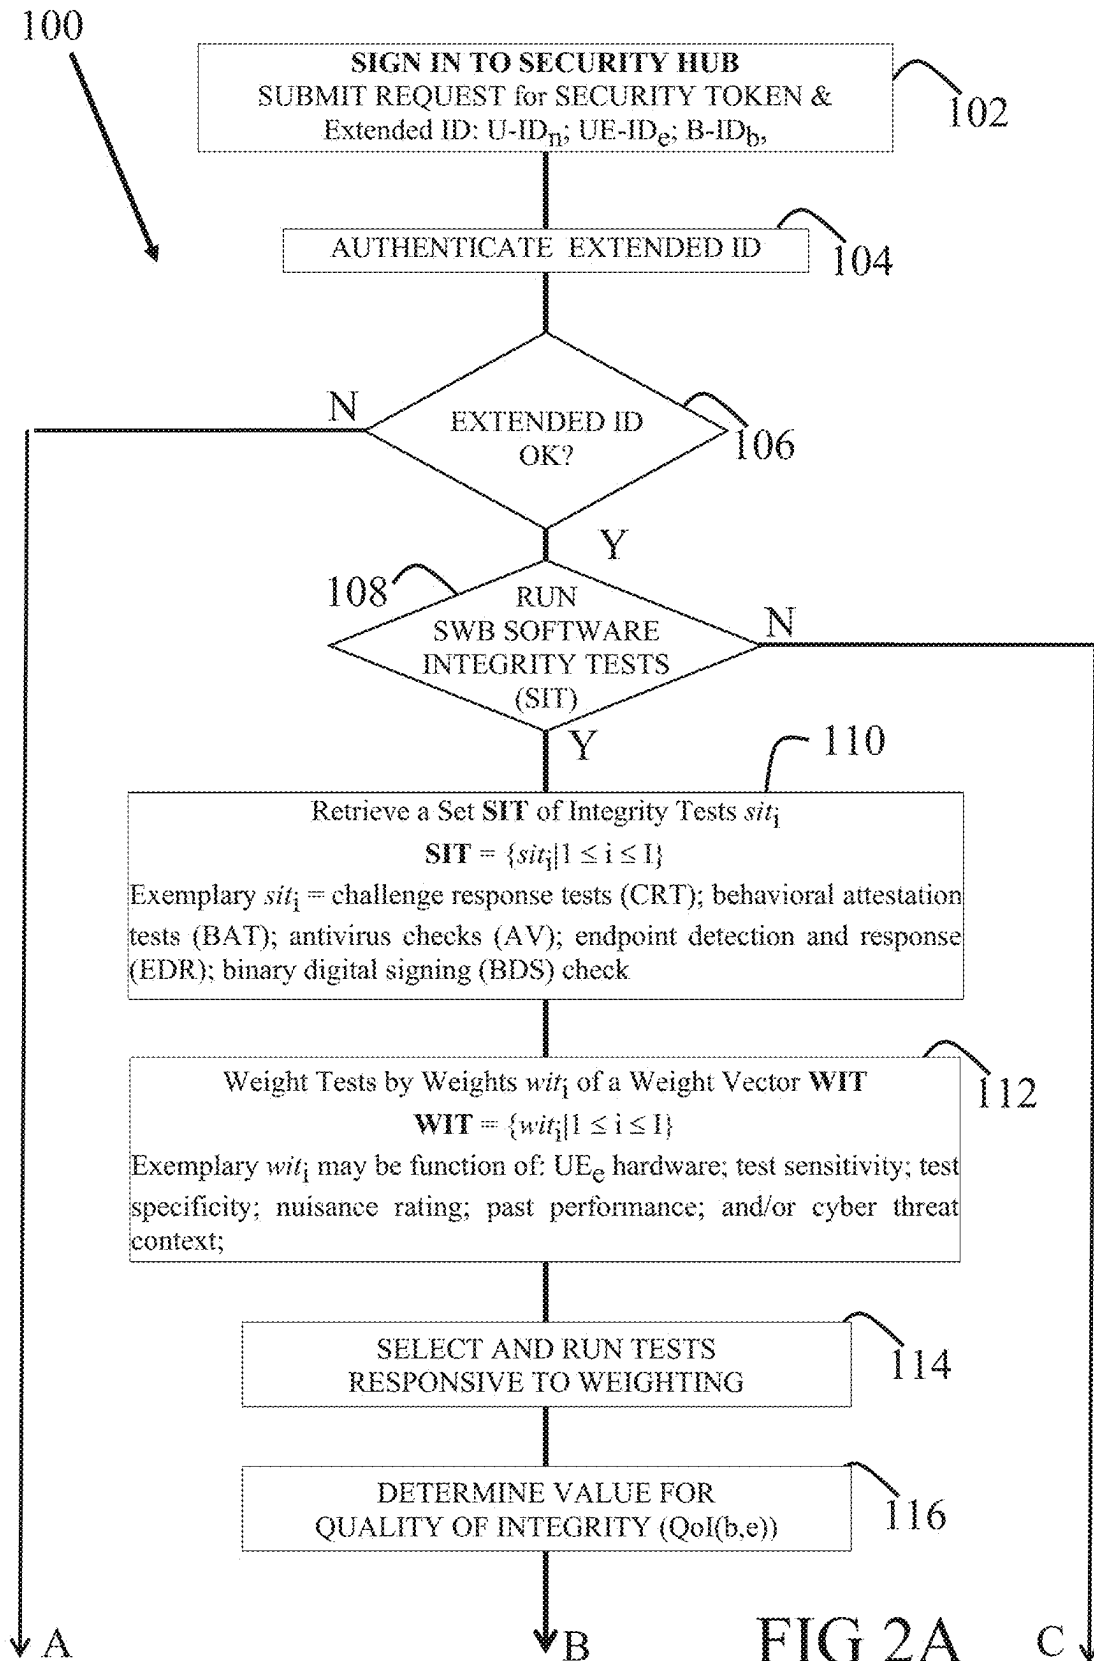 100
SIGN IN TO SECURITY HUB
SUBMIT REQUEST for SECURITY TOKEN &
Extended ID: U-IDn; UE-IDe; B-IDb,
102
AUTHENTICATE EXTENDED ID
104
N
EXTENDED ID
OK?
106
Y
108
RUN
SWB SOFTWARE
INTEGRITY TESTS
(SIT)
N
Y
110
Retrieve a Set SIT of Integrity Tests siti
SIT = {siti|1 ≤ i ≤ I}
Exemplary siti = challenge response tests (CRT); behavioral attestation
tests (BAT); antivirus checks (AV); endpoint detection and response
(EDR); binary digital signing (BDS) check
112
Weight Tests by Weights witi of a Weight Vector WIT
WIT = {witi|1 ≤ i ≤ I}
Exemplary witi may be function of: UEe hardware; test sensitivity; test
specificity; nuisance rating; past performance; and/or cyber threat
context;
SELECT AND RUN TESTS
RESPONSIVE TO WEIGHTING
114
DETERMINE VALUE FOR
QUALITY OF INTEGRITY (QoI(b,e))
116
A
B
FIG 2A
C